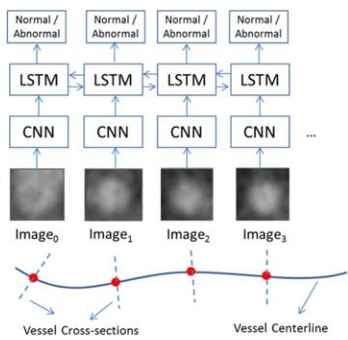 Normal / Abnormal
Normal / Abnormal
Normal / Abnormal
Normal / Abnormal
LSTM LSTM LSTM LSTM
CNN CNN CNN CNN ...
Image0 Image1 Image2 Image3
Vessel Cross-sections Vessel Centerline